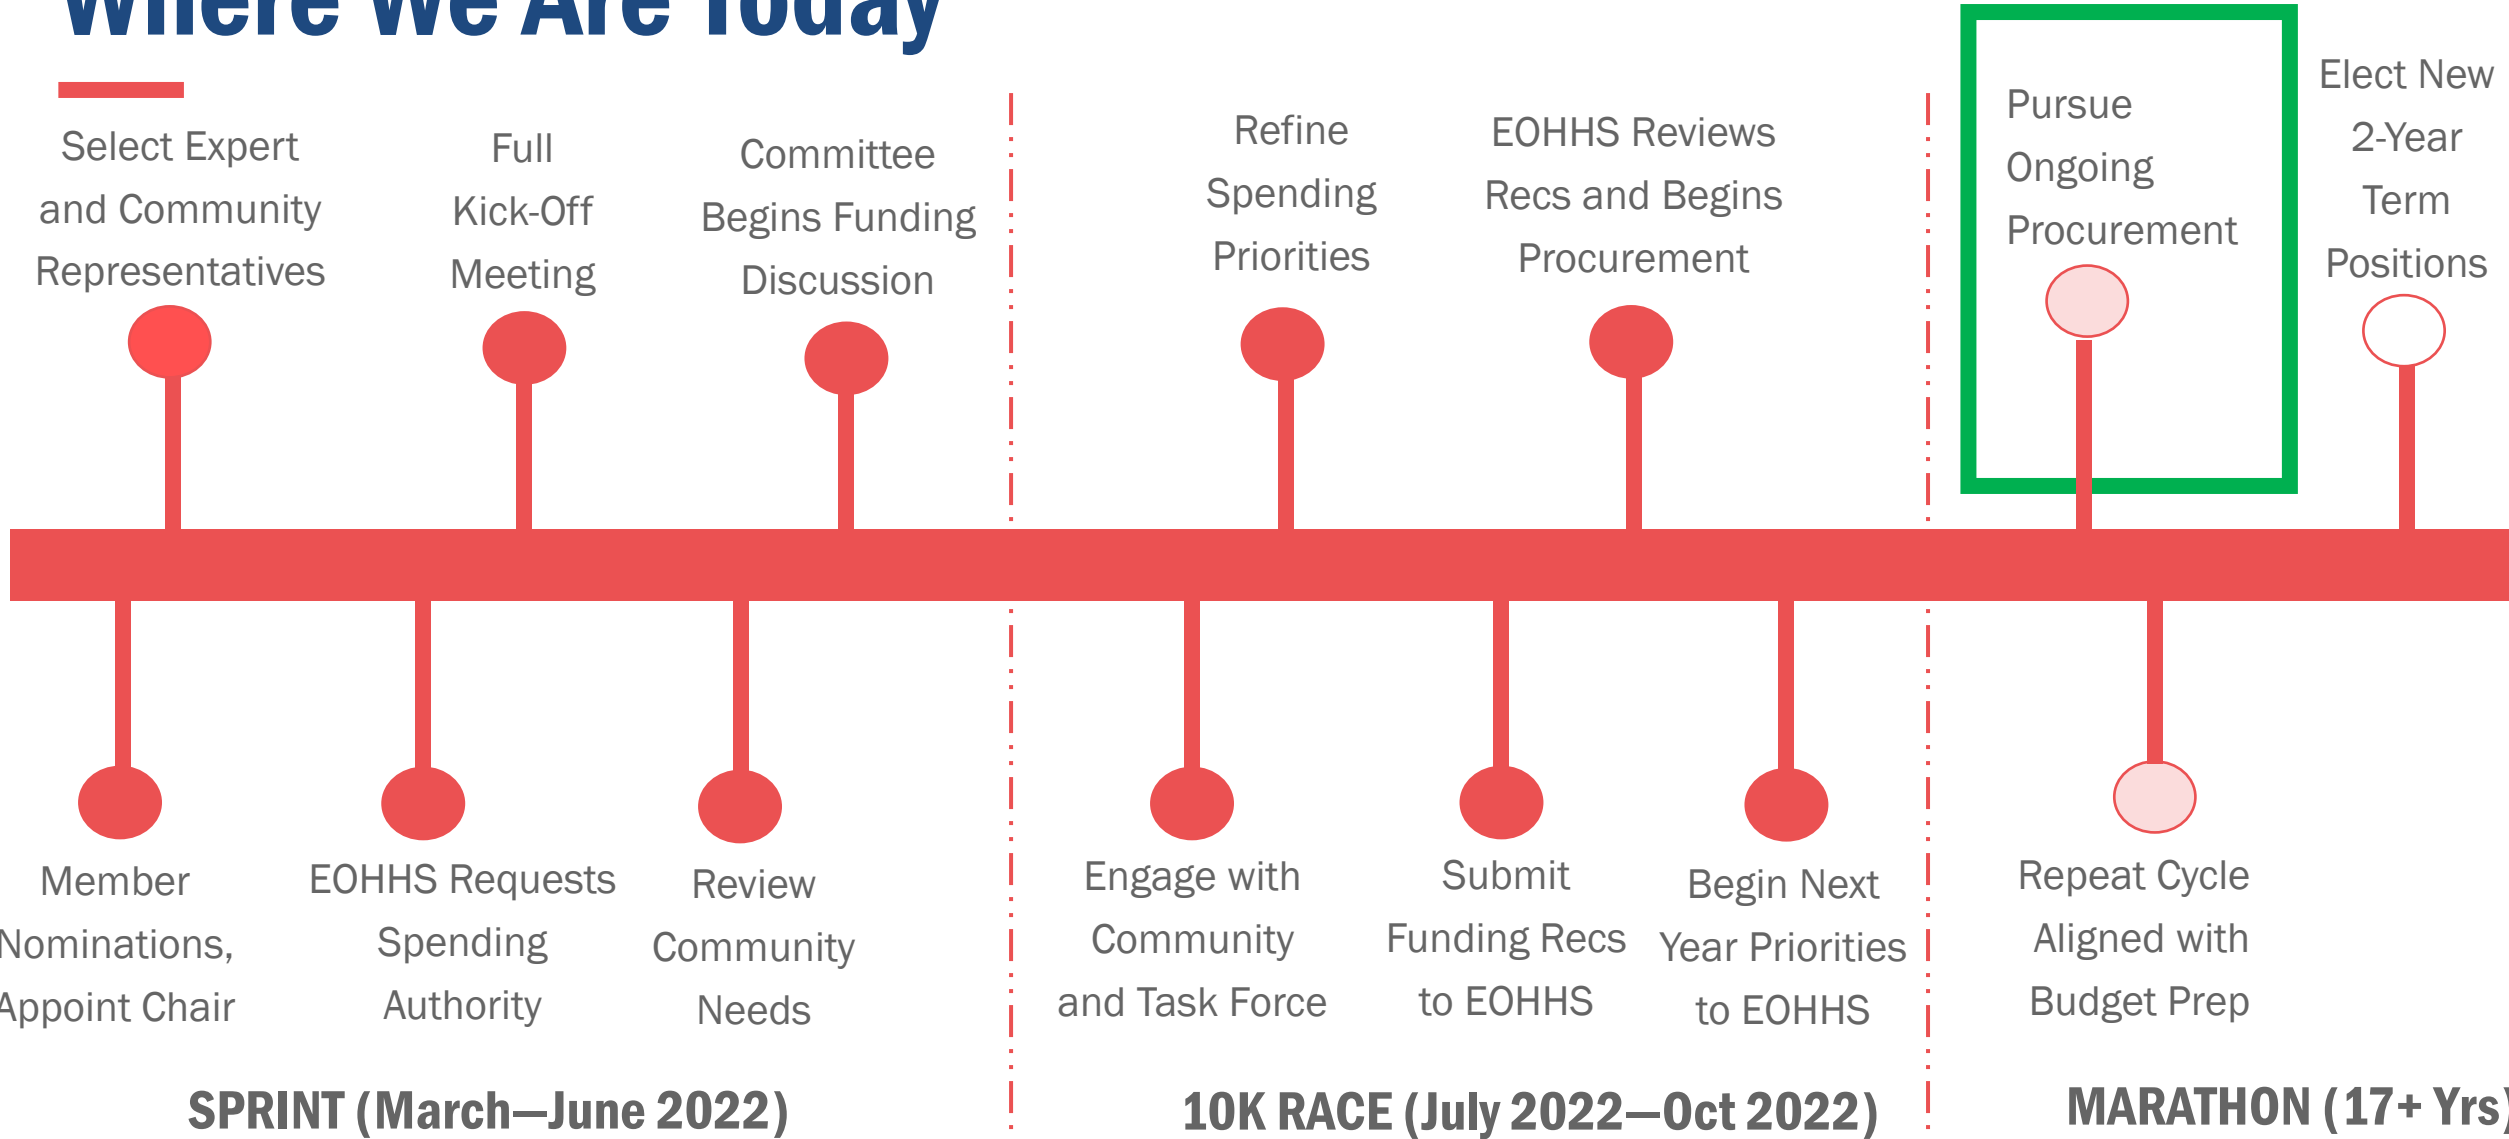 Where We Are Today
Select Expert
and Community
Representatives
Full
Kick-Off
Meeting
Committee
Begins Funding
Discussion
Refine
Spending
Priorities
EOHHS Reviews
Recs and Begins
Procurement
Pursue
Ongoing
Procurement
Elect New
2-Year
Term
Positions
Member
Nominations,
Appoint Chair
EOHHS Requests
Spending
Authority
Review
Community
Needs
Engage with
Community
and Task Force
Submit
Funding Recs
to EOHHS
Begin Next
Year Priorities
to EOHHS
Repeat Cycle
Aligned with
Budget Prep
SPRINT (March—June 2022)
10K RACE (July 2022—Oct 2022)
MARATHON (17+ Yrs)